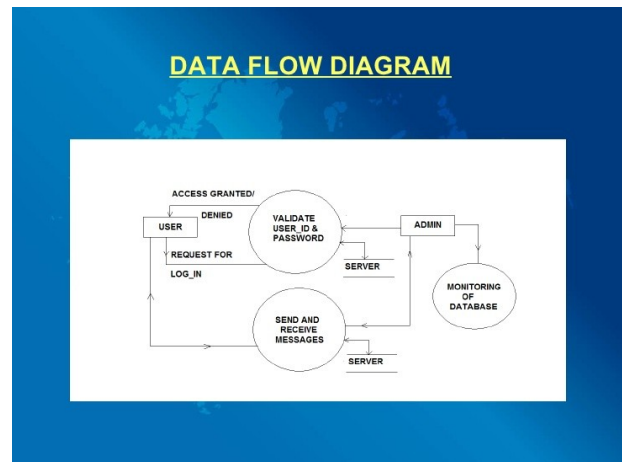 DATA FLOW DIAGRAM
ACCESS GRANTED/
DENIED
USER
REQUEST FOR
LOG_IN
VALIDATE
USER_ID &
PASSWORD
SERVER
ADMIN
MONITORING
OF
DATABASE
SEND AND
RECEIVE
MESSAGES
SERVER